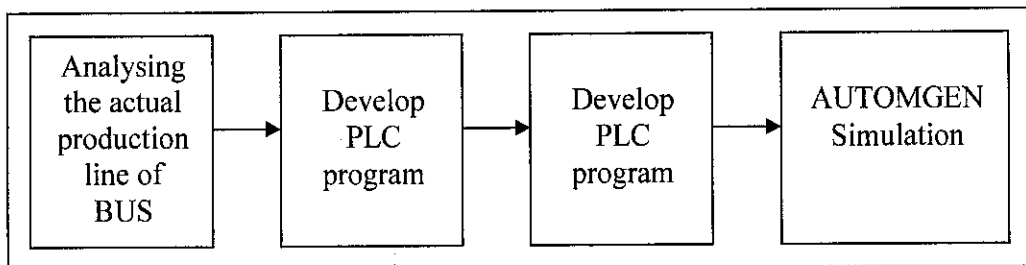 Analysing
the actual
production
line of
BUS
Develop
PLC
program
Develop
PLC
program
AUTOMGEN
Simulation